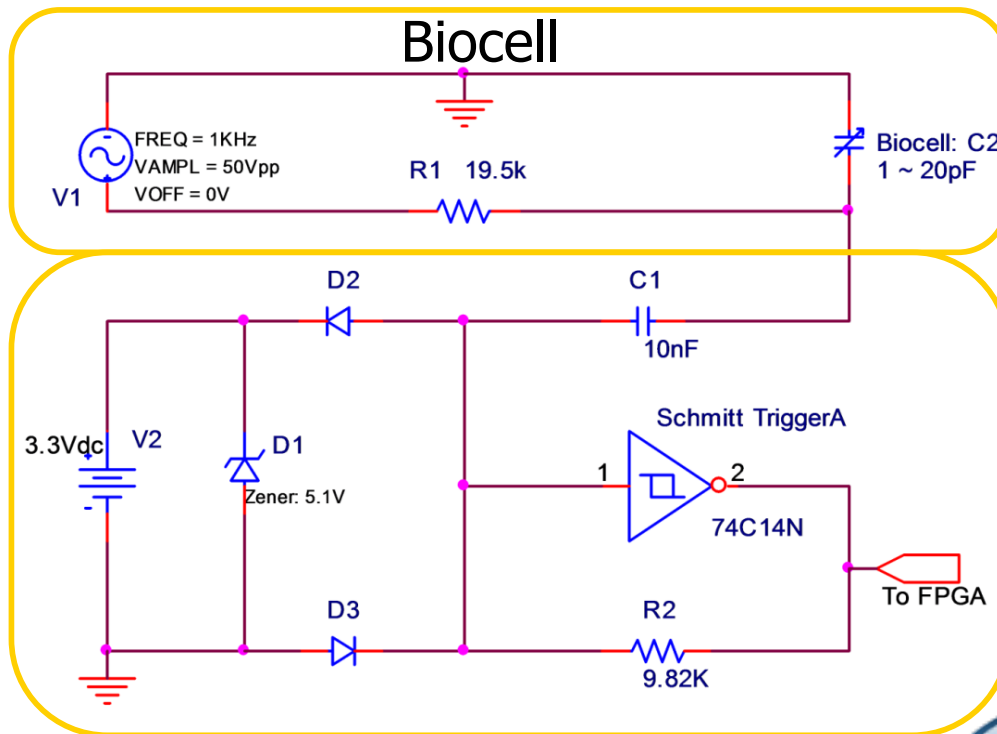 Biocell
FREQ = 1KHz
VAMPL = 50Vpp
VOFF = 0V
V1
R1 19.5k
Biocell: C2
1 ~ 20pF
D2
C1
10nF
Schmitt TriggerA
3.3Vdc
+
V2
-
D1
Zener: 5.1V
1
2
74C14N
To FPGA
D3
R2
9.82K